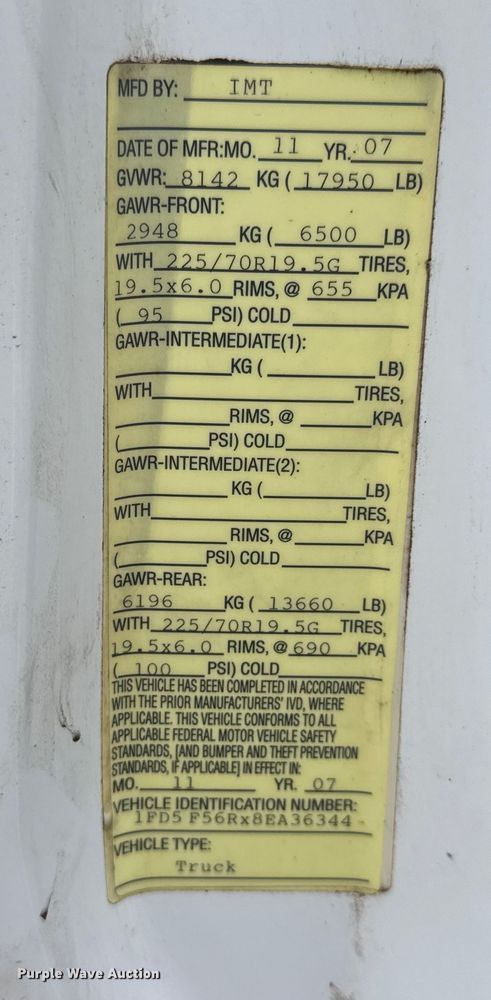 MFD BY: IMT
DATE OF MFR:MO. 11 YR. 07
GVWR: 8142 KG ( 17950 LB)
GAWR-FRONT:
2948 KG ( 6500 LB)
WITH 225/70R19.5G TIRES,
19.5x6.0 RIMS, @ 655 KPA
( 95 PSI) COLD
GAWR-INTERMEDIATE(1):
KG ( LB)
WITH TIRES,
RIMS, @ KPA
( PSI) COLD
GAWR-INTERMEDIATE(2):
KG ( LB)
WITH TIRES,
RIMS, @ KPA
( PSI) COLD
GAWR-REAR:
6196 KG ( 13660 LB)
WITH 225/70R19.5G TIRES,
19.5x6.0 RIMS, @ 690 KPA
( 100 PSI) COLD
THIS VEHICLE HAS BEEN COMPLETED IN ACCORDANCE
WITH THE PRIOR MANUFACTURERS' IVD, WHERE
APPLICABLE. THIS VEHICLE CONFORMS TO ALL
APPLICABLE FEDERAL MOTOR VEHICLE SAFETY
STANDARDS, [AND BUMPER AND THEFT PREVENTION
STANDARDS, IF APPLICABLE] IN EFFECT IN:
MO. 11 YR. 07
VEHICLE IDENTIFICATION NUMBER:
1FD5 F56Rx8EA36344
VEHICLE TYPE:
Truck
Purple Wave Auction